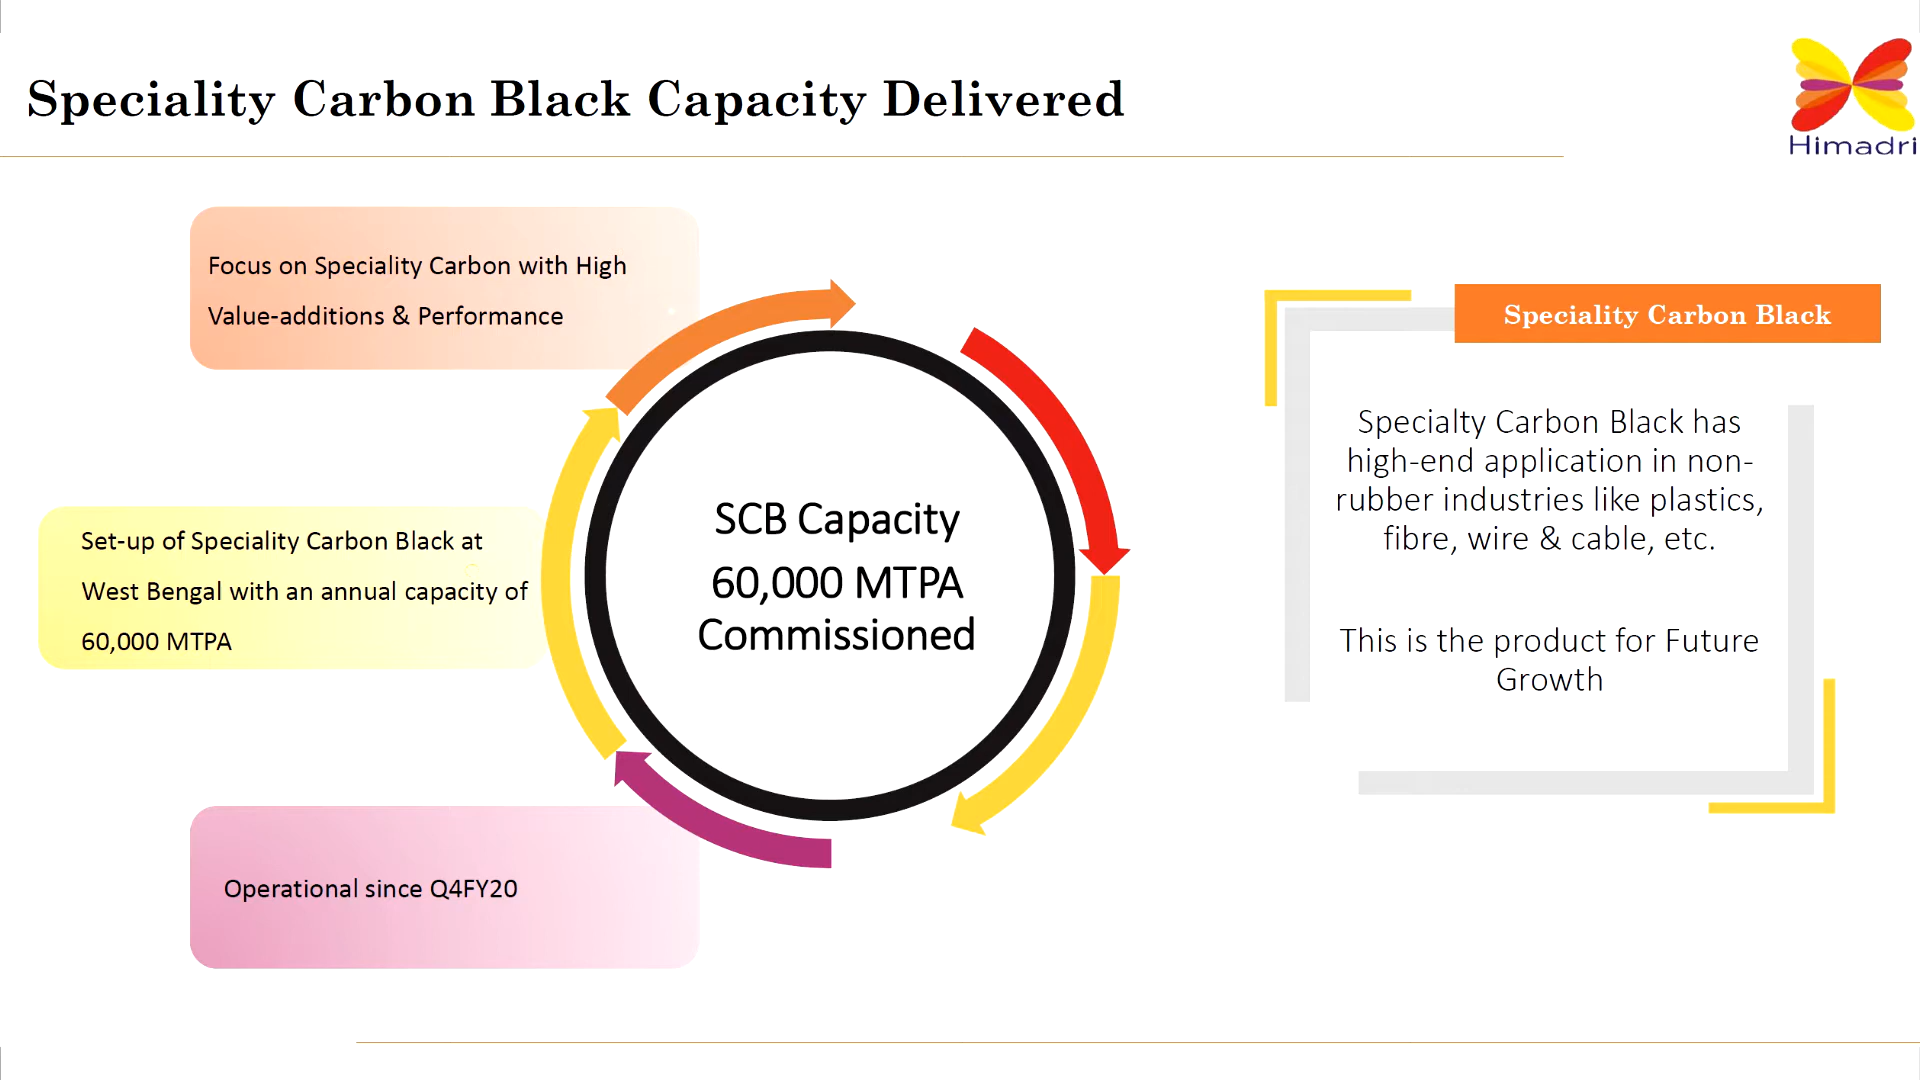 Speciality Carbon Black Capacity Delivered
Himadri
Focus on Speciality Carbon with High
Value-additions & Performance
Set-up of Speciality Carbon Black at
West Bengal with an annual capacity of
60,000 MTPA
Operational since Q4FY20
SCB Capacity
60,000 MTPA
Commissioned
Speciality Carbon Black
Specialty Carbon Black has
high-end application in non-
rubber industries like plastics,
fibre, wire & cable, etc.
This is the product for Future
Growth